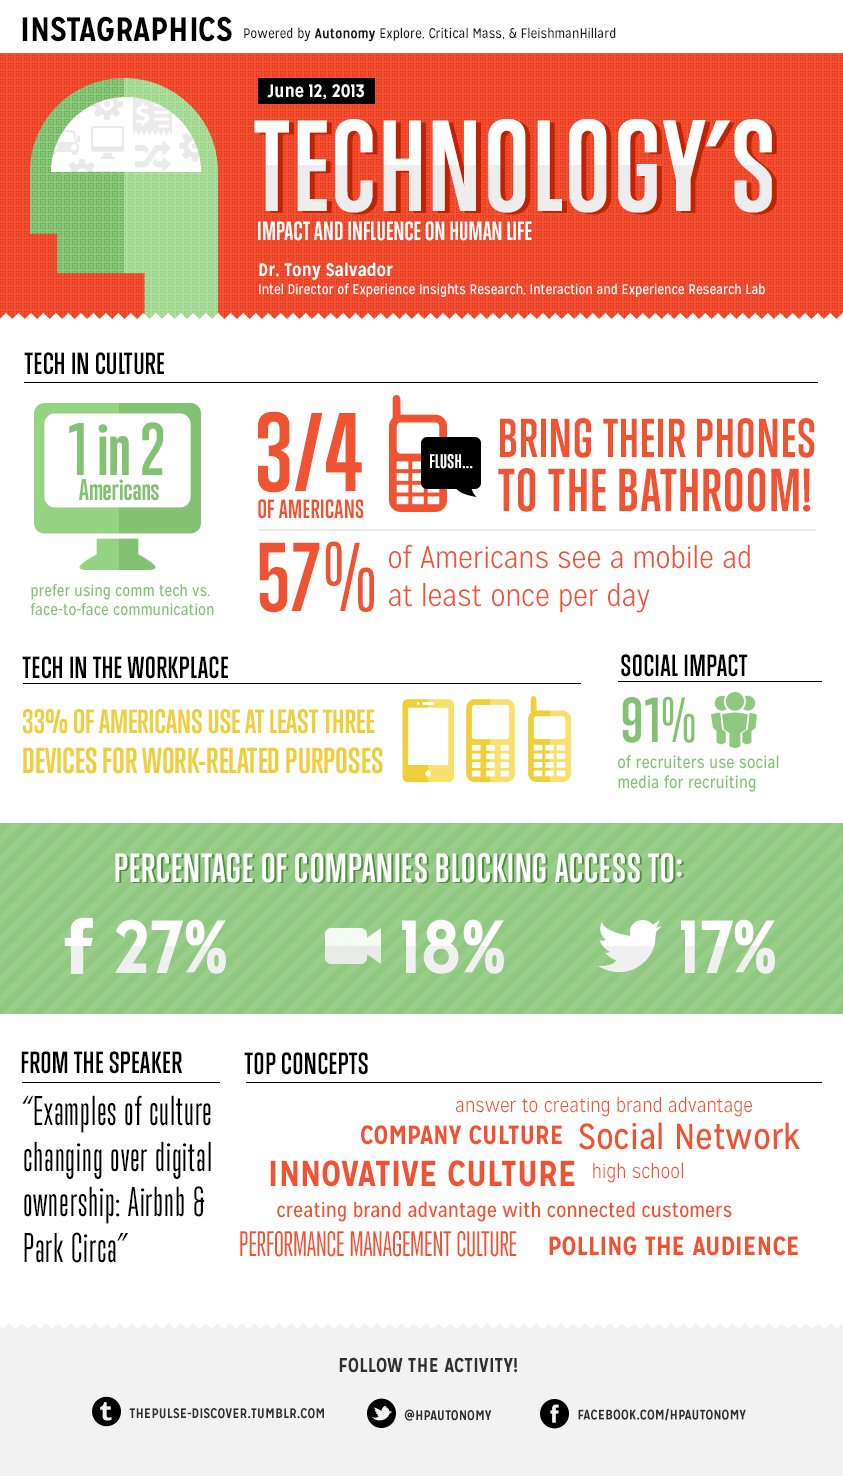 INSTAGRAPHICS Powered by Autonomy Explore, Critical Mass, & FleishmanHillard
June 12, 2013
TECHNOLOGY'S
IMPACT AND INFLUENCE ON HUMAN LIFE
Dr. Tony Salvador
Intel Director of Experience Insights Research, Interaction and Experience Research Lab
TECH IN CULTURE
1 in 2
Americans
prefer using comm tech vs.
face-to-face communication
3/4
OF AMERICANS
FLUSH...
BRING THEIR PHONES
TO THE BATHROOM!
57%
of Americans see a mobile ad
at least once per day
TECH IN THE WORKPLACE
33% OF AMERICANS USE AT LEAST THREE
DEVICES FOR WORK-RELATED PURPOSES
SOCIAL IMPACT
91%
of recruiters use social
media for recruiting
PERCENTAGE OF COMPANIES BLOCKING ACCESS TO:
f 27% 18% 17%
FROM THE SPEAKER
"Examples of culture
changing over digital
ownership: Airbnb &
Park Circa"
TOP CONCEPTS
answer to creating brand advantage
COMPANY CULTURE Social Network
INNOVATIVE CULTURE high school
creating brand advantage with connected customers
PERFORMANCE MANAGEMENT CULTURE POLLING THE AUDIENCE
FOLLOW THE ACTIVITY!
t THEPULSE-DISCOVER.TUMBLR.COM @HPAUTONOMY f FACEBOOK.COM/HPAUTONOMY